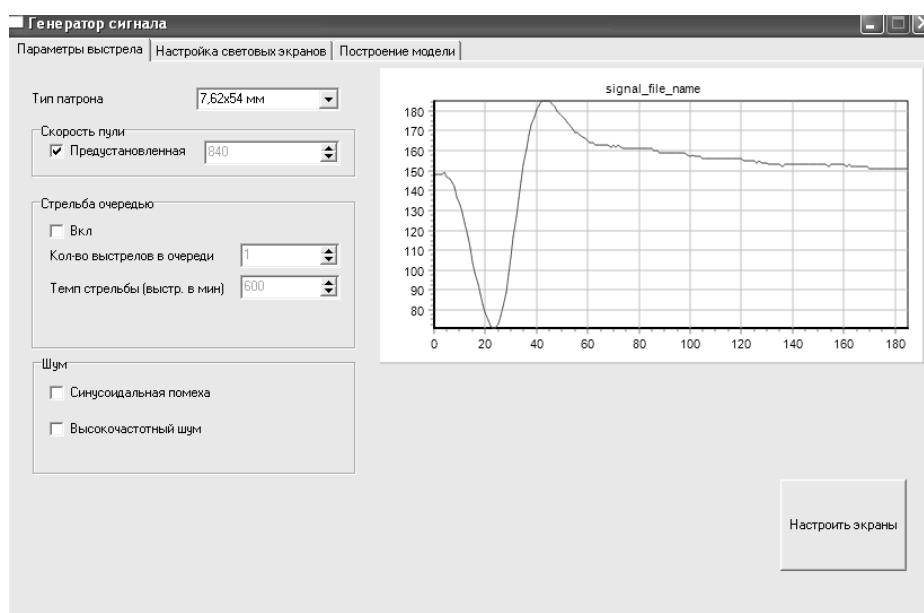 Генератор сигнала
Параметры выстрела Настройка световых экранов Построение модели
Тип патрона 7,62x54 мм
Скорость пули
Предустановленная 840
Стрельба очередью
Вкл
Кол-во выстрелов в очереди 1
Темп стрельбы (выстр. в мин) 600
Шум
Синусоидальная помеха
Высокочастотный шум
signal_file_name
180
170
160
150
140
130
120
110
100
90
80
0 20 40 60 80 100 120 140 160 180
Настроить экраны